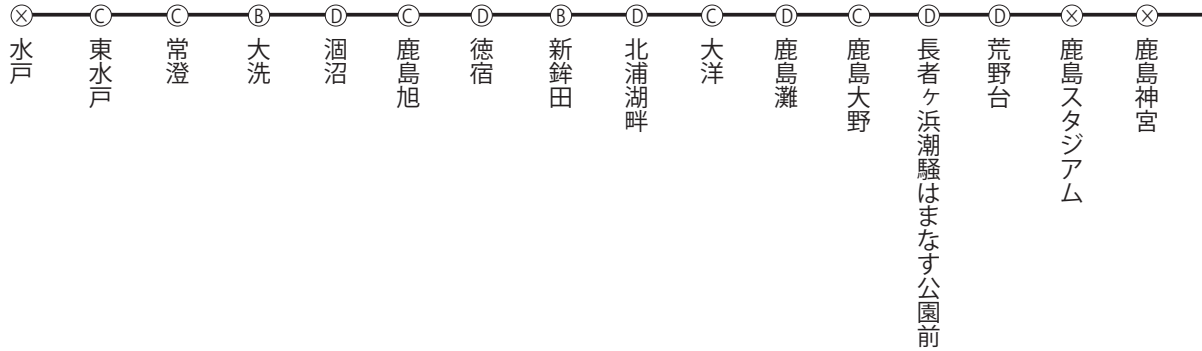 Ⓧ Ⓒ Ⓒ Ⓑ Ⓓ Ⓒ Ⓓ Ⓑ Ⓓ Ⓒ Ⓓ Ⓒ Ⓓ Ⓓ Ⓧ Ⓧ
水戸
東水戸
常澄
大洗
涸沼
鹿島旭
徳宿
新鉾田
北浦湖畔
大洋
鹿島灘
鹿島大野
長者ヶ浜潮騒はまなす公園前
荒野台
鹿島スタジアム
鹿島神宮